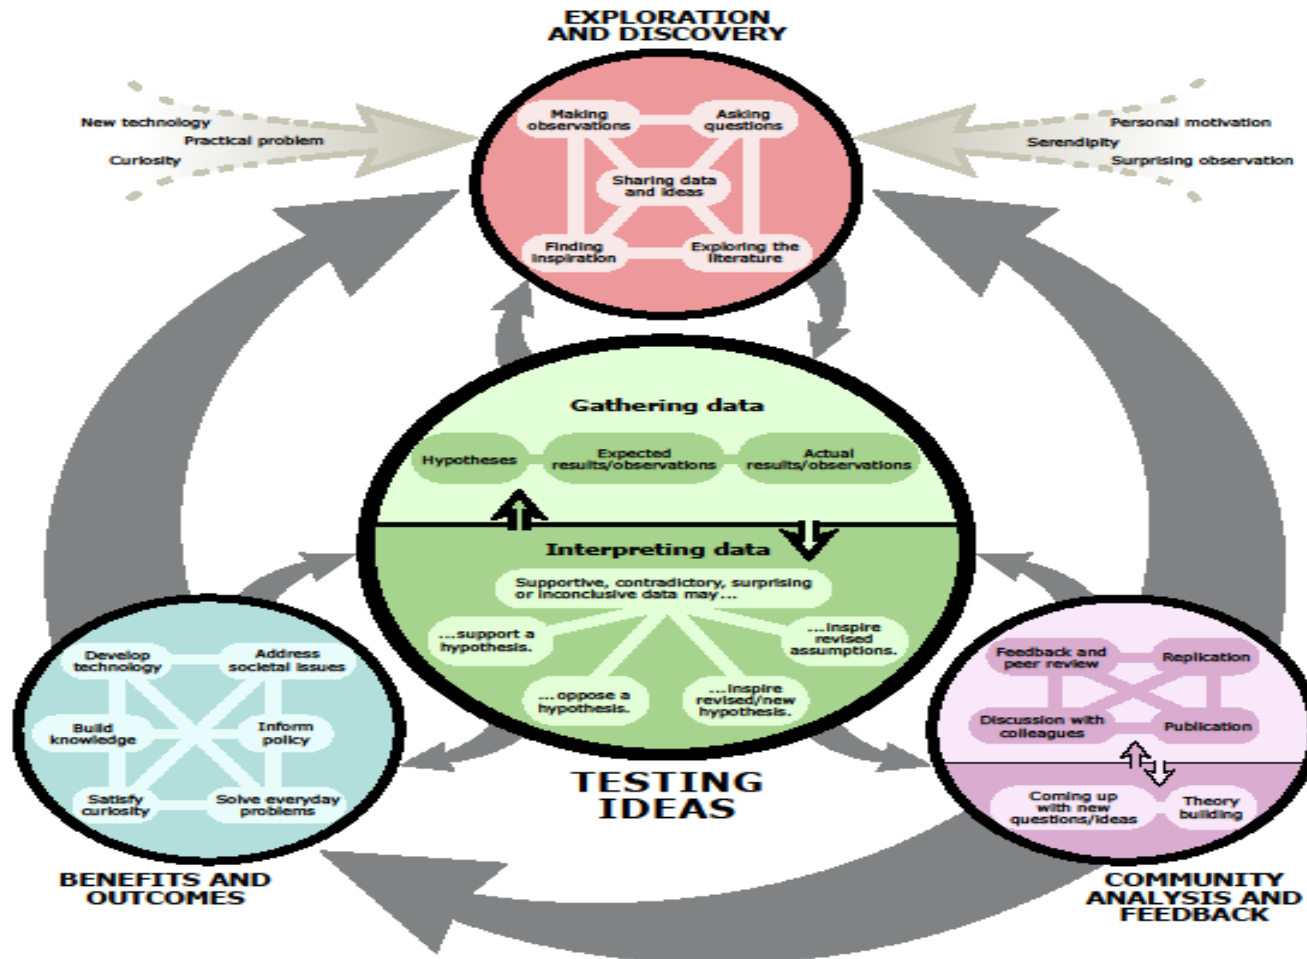 EXPLORATION
AND DISCOVERY
New technology
Practical problem
Curiosity
Personal motivation
Serendipity
Surprising observation
Making
observations
Asking
questions
Sharing data
and ideas
Finding
inspiration
Exploring the
literature
Gathering data
Hypotheses
Expected
results/observations
Actual
results/observations
Interpreting data
Supportive, contradictory, surprising
or inconclusive data may...
...support a
hypothesis.
...inspire
revised
assumptions.
...oppose a
hypothesis.
...inspire
revised/new
hypothesis.
TESTING
IDEAS
Develop
technology
Address
societal issues
Build
knowledge
Inform
policy
Satisfy
curiosity
Solve everyday
problems
BENEFITS AND
OUTCOMES
Feedback and
peer review
Replication
Discussion with
colleagues
Publication
Coming up
with new
questions/ideas
Theory
building
COMMUNITY
ANALYSIS AND
FEEDBACK